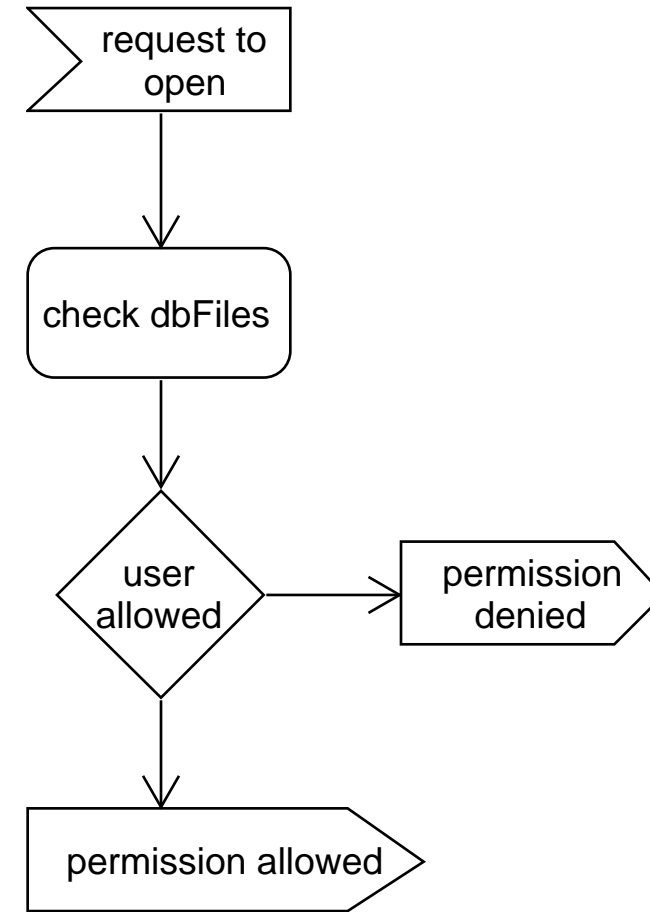 request to
open
check dbFiles
user
allowed
permission
denied
permission allowed